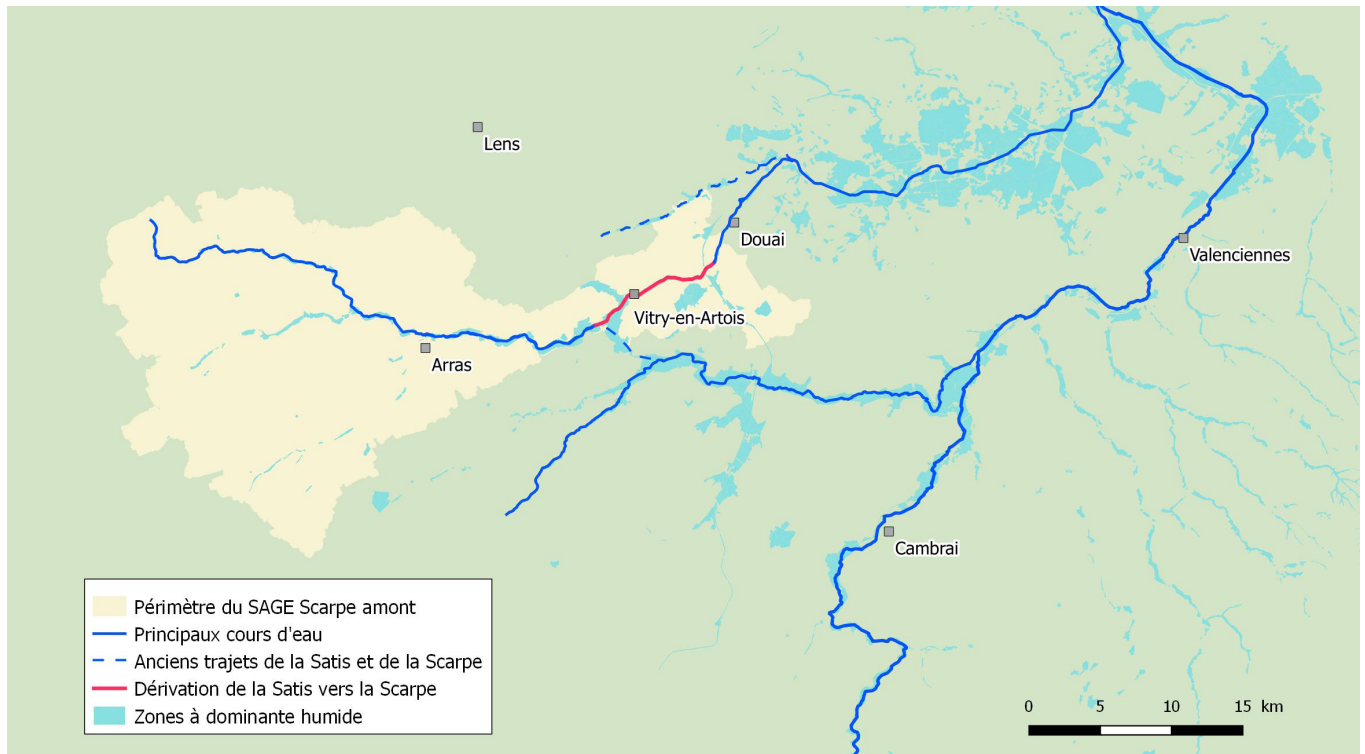 Lens
Douai
Valenciennes
Vitry-en-Artois
Arras
Cambrai
Périmètre du SAGE Scarpe amont
Principaux cours d'eau
Anciens trajets de la Satis et de la Scarpe
Dérivation de la Satis vers la Scarpe
Zones à dominante humide
0 5 10 15 km